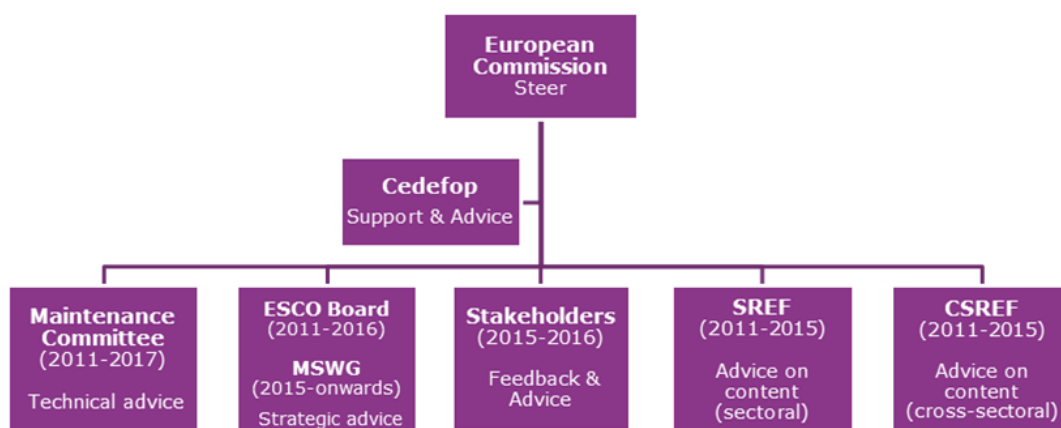 European
Commission
Steer
Cedefop
Support & Advice
Maintenance
Committee
(2011-2017)
Technical advice
ESCO Board
(2011-2016)
MSWG
(2015-onwards)
Strategic advice
Stakeholders
(2015-2016)
Feedback &
Advice
SREF
(2011-2015)
Advice on
content
(sectoral)
CSREF
(2011-2015)
Advice on
content
(cross-sectoral)